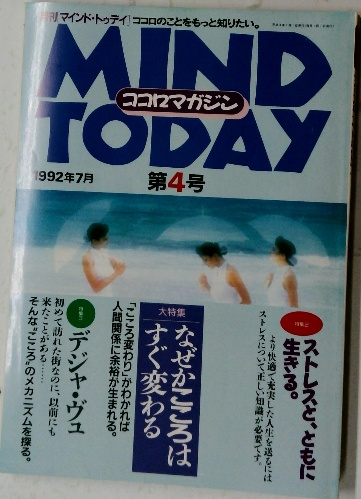 月刊「マインド・トゥデイ」ココロのことをもっと知りたい。
MIND
ココロマガジン
TODAY
1992年7月
第4号
特集2
ストレスと、ともに
生きる。
より快適で充実した人生を送るには
ストレスについて正しい知識が必要です。
大特集
なぜかこころは
すぐ変わる
「こころ変わり」がわかれば
人間関係に余裕が生まれる。
デジャ・ヴュ
初めて訪れた街なのに、以前にも
来たことがある……
そんな“こころ”のメカニズムを探る。